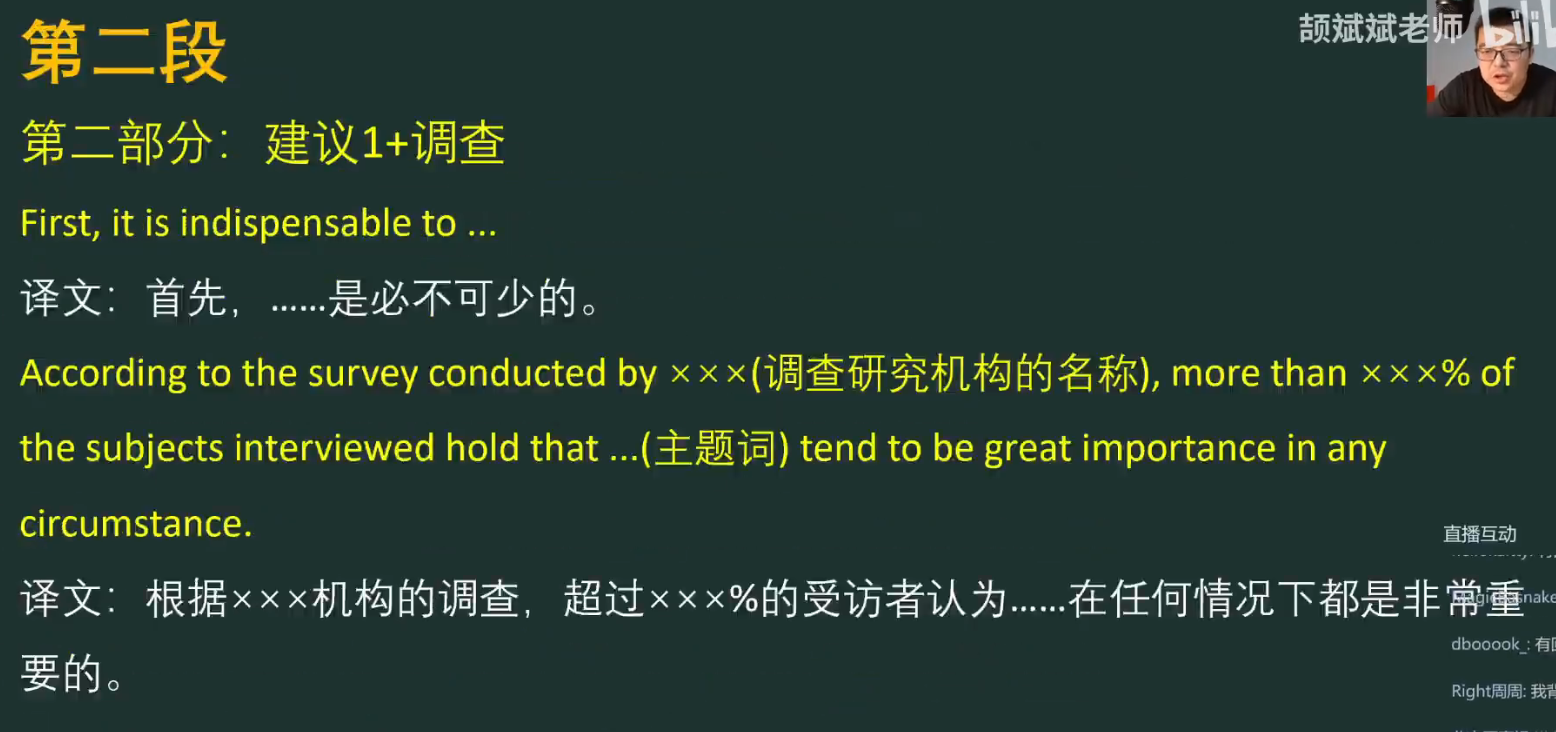 第二段
颉斌斌老师
bili
第二部分：建议1+调查
First, it is indispensable to ...
译文：首先，……是必不可少的。
According to the survey conducted by ×××(调查研究机构的名称), more than ×××% of
the subjects interviewed hold that ...(主题词) tend to be great importance in any
circumstance.
直播互动
译文：根据×××机构的调查，超过×××%的受访者认为……在任何情况下都是非常重
要的。
dbooook_: 有
Right周周: 我背